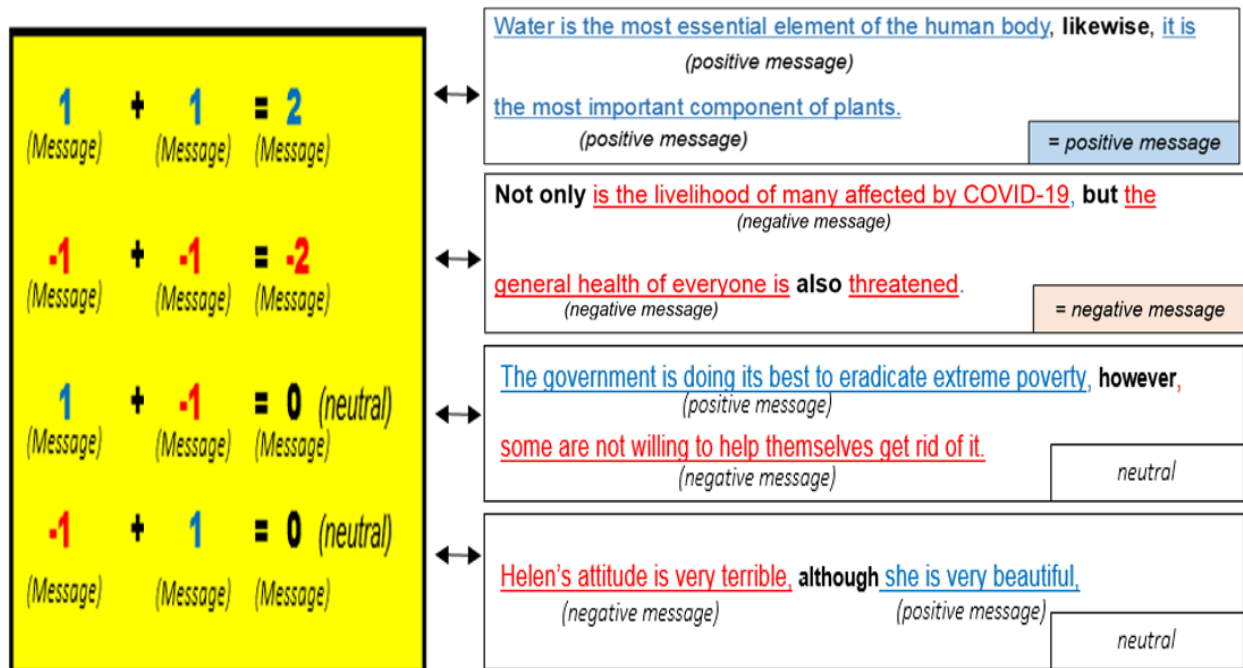 1 + 1 = 2
(Message) (Message) (Message)
-1 + -1 = -2
(Message) (Message) (Message)
1 + -1 = 0 (neutral)
(Message) (Message) (Message)
-1 + 1 = 0 (neutral)
(Message) (Message) (Message)
Water is the most essential element of the human body, likewise, it is
(positive message)
the most important component of plants.
(positive message)
= positive message
Not only is the livelihood of many affected by COVID-19, but the
(negative message)
general health of everyone is also threatened.
(negative message)
= negative message
The government is doing its best to eradicate extreme poverty, however,
(positive message)
some are not willing to help themselves get rid of it.
(negative message)
neutral
Helen’s attitude is very terrible, although she is very beautiful,
(negative message) (positive message)
neutral